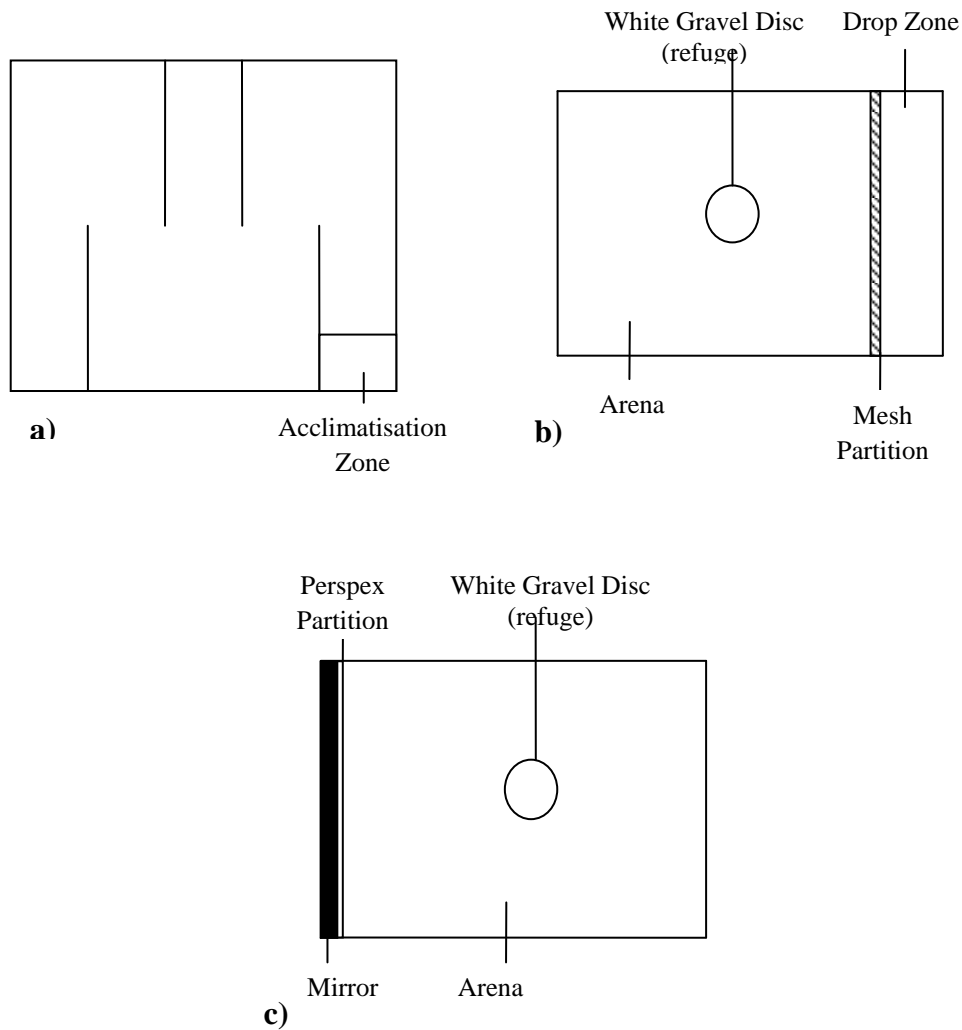 White Gravel Disc
(refuge)
Drop Zone
a)
Acclimatisation
Zone
Arena
b)
Mesh
Partition
Perspex
Partition
White Gravel Disc
(refuge)
Mirror
Arena
c)